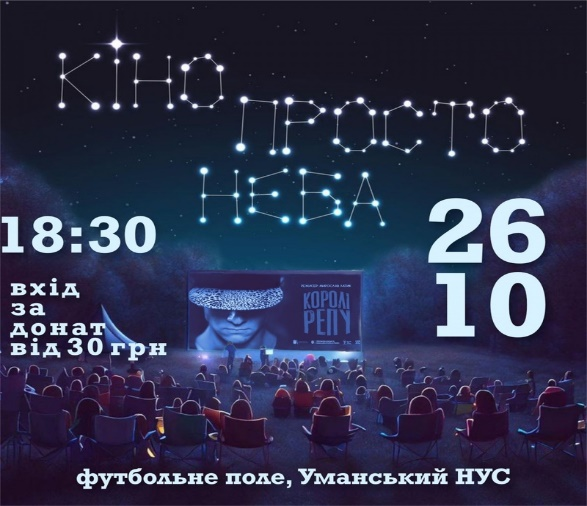 КІНО
ПРОСТО
НЕБА
18:30
26
10
вхід
за
донат
від 30 грн
КОРОЛІ
РЕПУ
футбольне поле, Уманський НУС